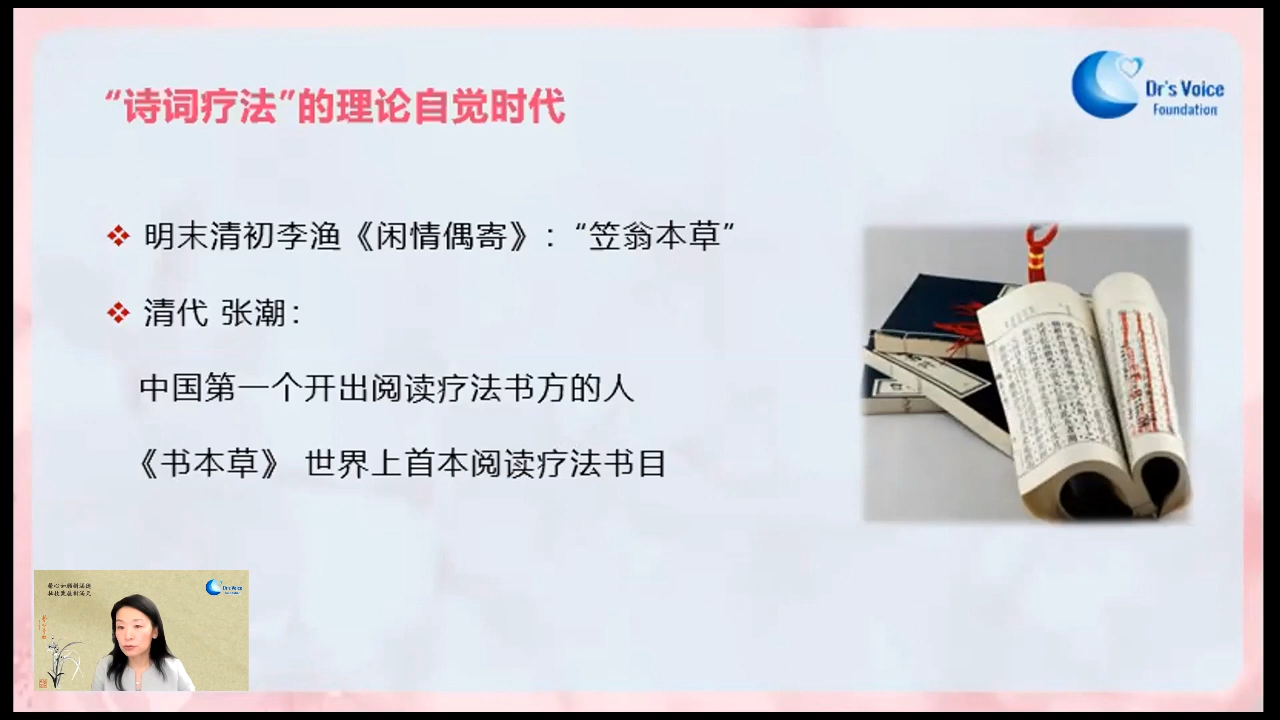 “诗词疗法”的理论自觉时代
Dr's Voice
Foundation
明末清初李渔《闲情偶寄》:“笠翁本草”
清代 张潮:
中国第一个开出阅读疗法书方的人
《书本草》 世界上首本阅读疗法书目
Dr's Voice